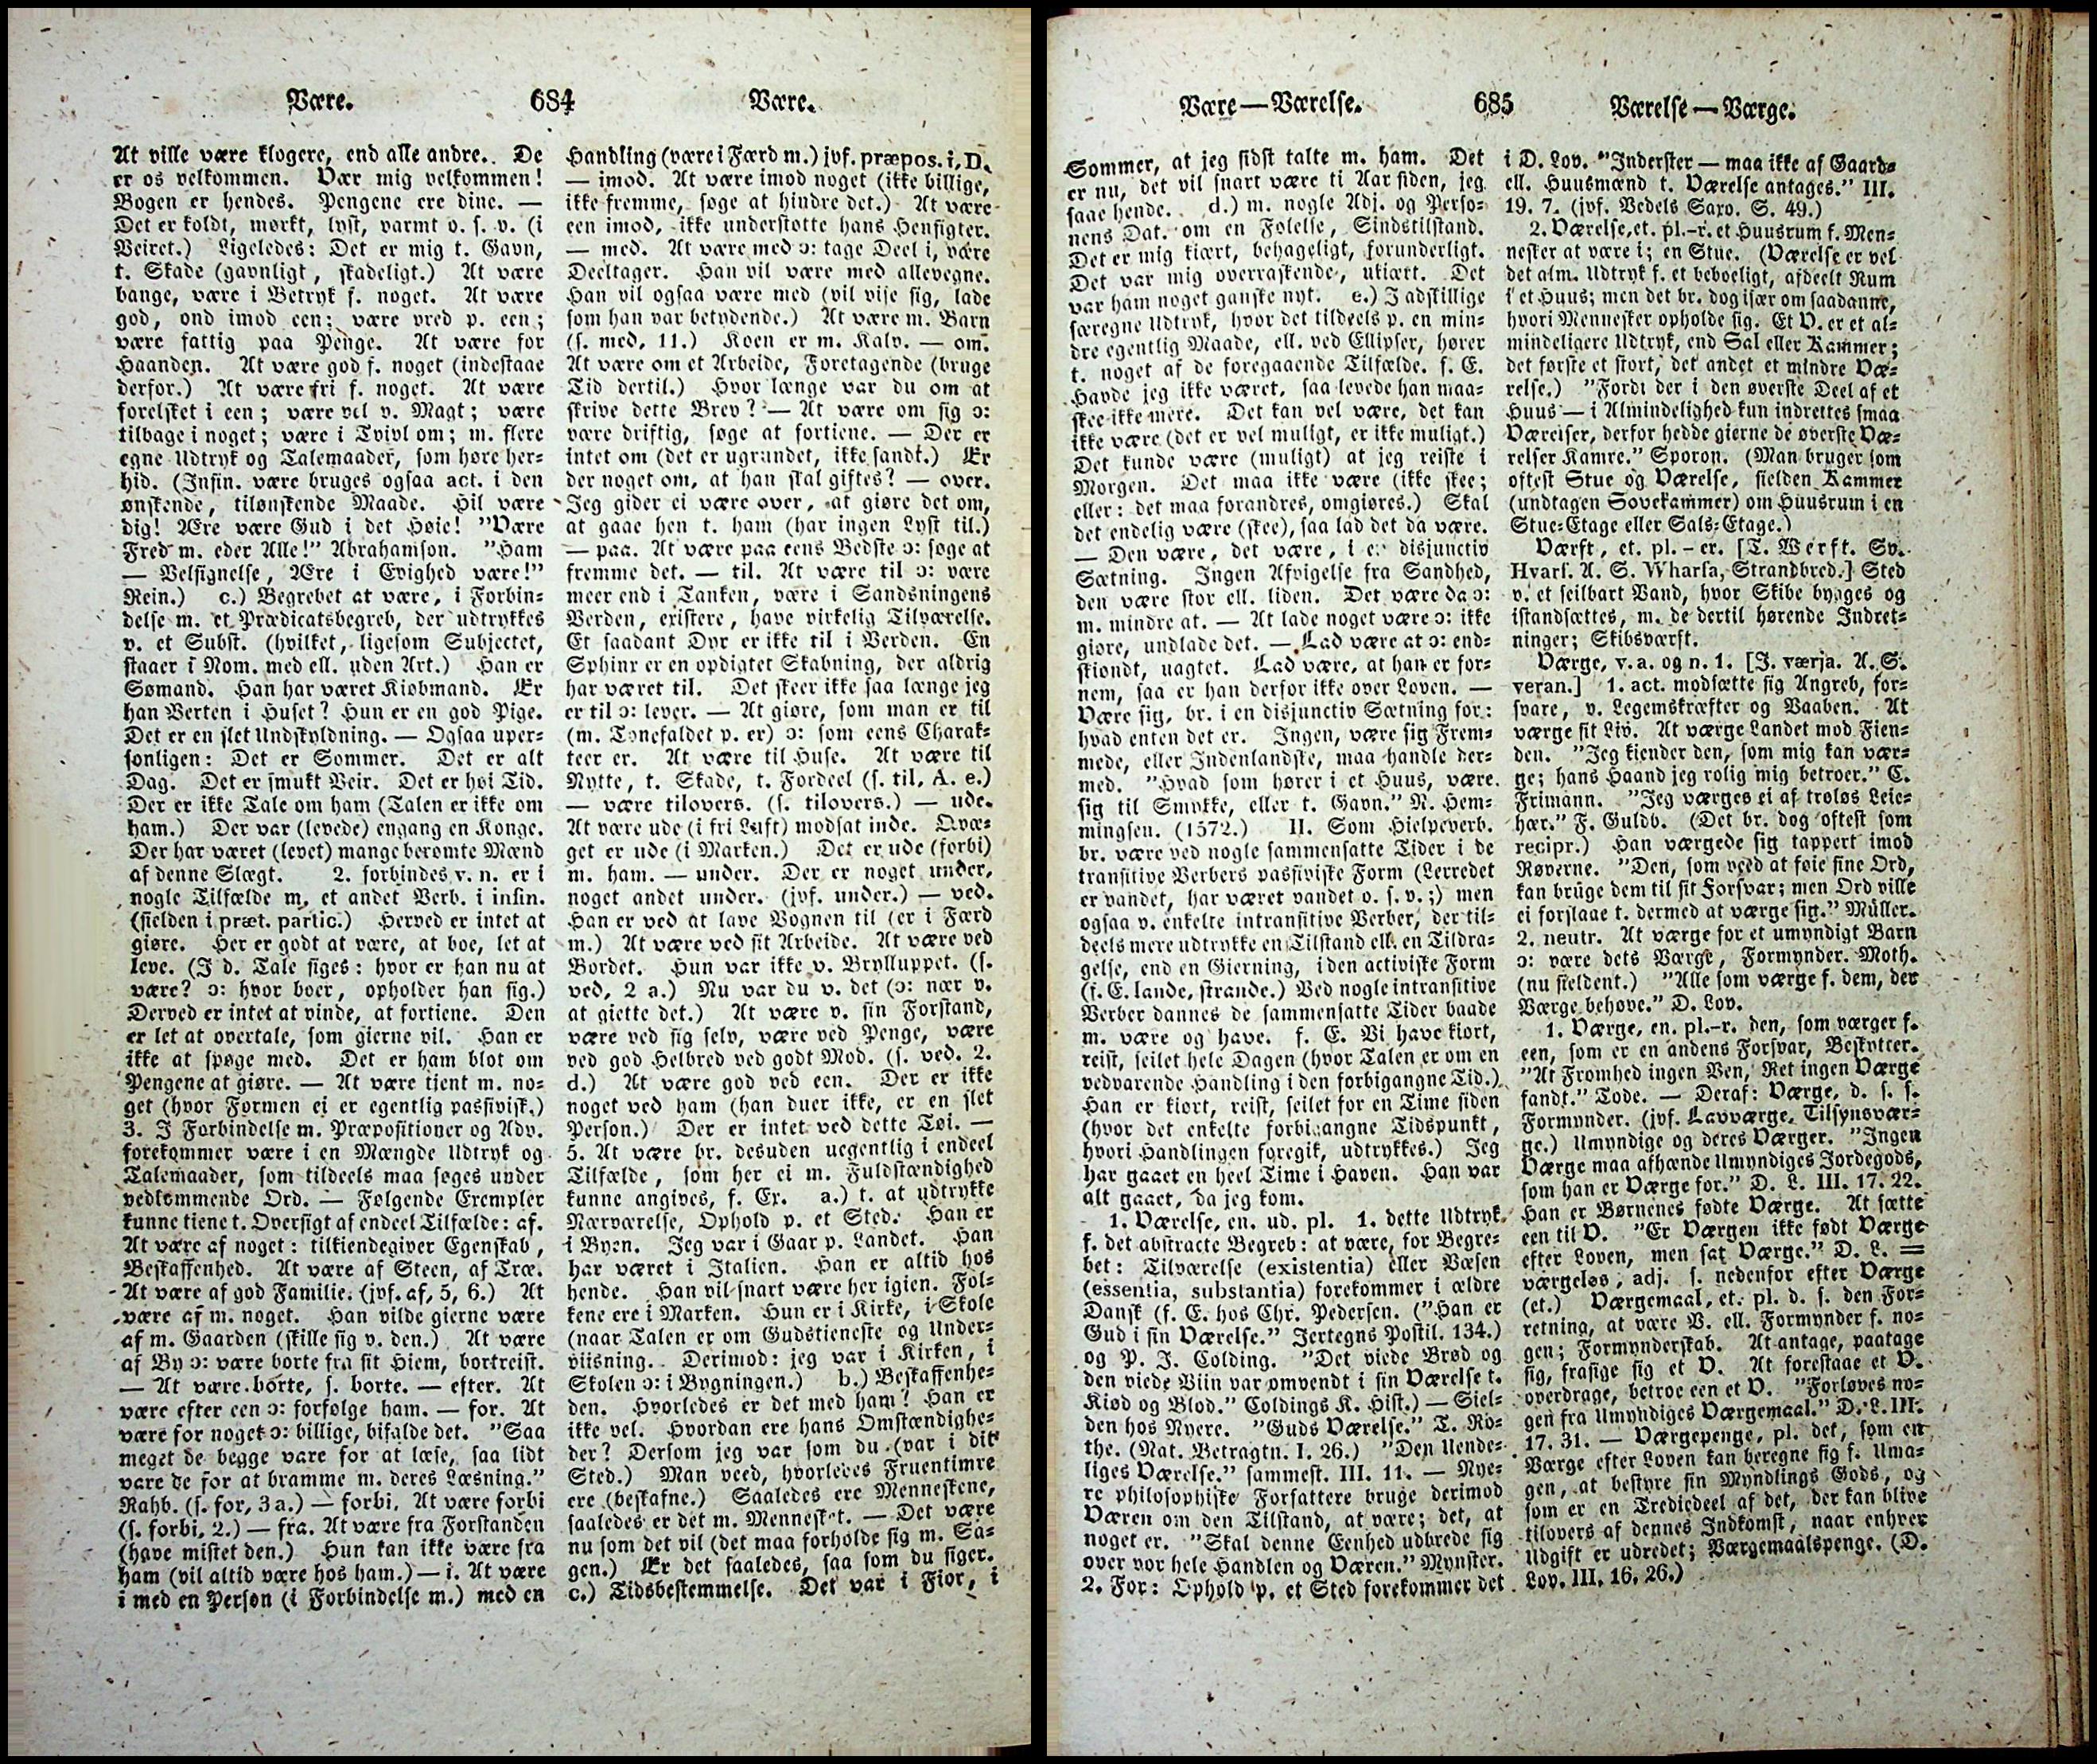 Være.
684
Være.
At ville være klogere, end alle andre. De
er os velkommen. Vær mig velkommen!
Bogen er hendes. Pengene ere dine. —
Det er koldt, mørkt, lyst, varmt o. s. v. (i
Veiret.) Ligeledes: Det er mig t. Gavn,
t. Skade (gavnligt, skadeligt.) At være
bange, være i Betryk f. noget. At være
god, ond imod een; være vred p. een;
være fattig paa Penge. At være for
Haanden. At være god f. noget (indestaae
derfor.) At være fri f. noget. At være
forelsket i een; være vel v. Magt; være
tilbage i noget; være i Tvivl om; m. flere
egne Udtryk og Talemaader, som høre her-
hid. (Infin. være bruges ogsaa act. i den
ønskende, tilønskende Maade. Hil være
dig! Ære være Gud i det Høie! "Være
Fred m. eder Alle!" Abrahamson. "Ham
— Velsignelse, Ære i Evighed være!"
Rein.) c.) Begrebet at være, i Forbin-
delse m. et Prædicatsbegreb, der udtrykkes
v. et Subst. (hvilket, ligesom Subjectet,
staaer i Nom. med ell. uden Art.) Han er
Sømand. Han har været Kiøbmand. Er
han Verten i Huset? Hun er en god Pige.
Det er en slet Undskyldning. — Ogsaa uper-
sonligen: Det er Sommer. Det er alt
Dag. Det er smukt Veir. Det er høi Tid.
Der er ikke Tale om ham (Talen er ikke om
ham.) Der var (levede) engang en Konge.
Der har været (levet) mange berømte Mænd
af denne Slægt. 2. forbindes v. n. er i
nogle Tilfælde m. et andet Verb. i infin.
(sielden i præt. partic.) Herved er intet at
giøre. Her er godt at være, at boe, let at
leve. (I d. Tale siges: hvor er han nu at
være? ɔ: hvor boer, opholder han sig.)
Derved er intet at vinde, at fortiene. Den
er let at overtale, som gierne vil. Han er
ikke at spøge med. Det er ham blot om
Pengene at giøre. — At være tient m. no-
get (hvor Formen ei er egentlig passivisk.)
3. I Forbindelse m. Præpositioner og Adv.
forekommer være i en Mængde Udtryk og
Talemaader, som tildeels maa søges under
vedkommende Ord. — Følgende Exempler
kunne tiene t. Oversigt af endeel Tilfælde: af.
At være af noget: tilkiendegiver Egenskab,
Beskaffenhed. At være af Steen, af Træ.
At være af god Familie. (jvf. af, 5, 6.) At
være af m. noget. Han vilde gierne være
af m. Gaarden (skille sig v. den.) At være
af By ɔ: være borte fra sit Hiem, bortreist.
— At være borte, s. borte. — efter. At
være efter een ɔ: forfølge ham. — for. At
være for noget ɔ: billige, bifalde det. "Saa
meget de begge vare for at læse, saa lidt
vare de for at bramme m. deres Læsning."
Rahb. (s. for, 3 a.) — forbi. At være forbi
(s. forbi, 2.) — fra. At være fra Forstanden
(have mistet den.) Hun kan ikke være fra
ham (vil altid være hos ham.) — i. At være
i med en Person (i Forbindelse m.) med en
Handling (være i Færd m.) jvf. præpos. i, D.
— imod. At være imod noget (ikke billige,
ikke fremme, søge at hindre det.) At være
een imod, ikke understøtte hans Hensigter.
— med. At være med ɔ: tage Deel i, være
Deeltager. Han vil være med allevegne.
Han vil ogsaa være med (vil vise sig, lade
som han var betydende.) At være m. Barn
(s. med, 11.) Koen er m. Kalv. — om.
At være om et Arbeide, Foretagende (bruge
Tid dertil.) Hvor længe var du om at
skrive dette Brev? — At være om sig ɔ:
være driftig, søge at fortiene. — Der er
intet om (det er ugrundet, ikke sandt.) Er
der noget om, at han skal giftes? — over.
Jeg gider ei være over, at giøre det om,
at gaae hen t. ham (har ingen Lyst til.)
— paa. At være paa eens Bedste ɔ: søge at
fremme det. — til. At være til ɔ: være
meer end i Tanken, være i Sandsningens
Verden, existere, have virkelig Tilværelse.
Et saadant Dyr er ikke til i Verden. En
Sphinx er en opdigtet Skabning, der aldrig
har været til. Det skeer ikke saa længe jeg
er til ɔ: lever. — At giøre, som man er til
(m. Tonefaldet p. er) ɔ: som eens Charak-
teer er. At være til Huse. At være til
Nytte, t. Skade, t. Fordeel (s. til, A. e.)
— være tilovers. (s. tilovers.) — ude.
At være ude (i fri Luft) modsat inde. Qvæ-
get er ude (i Marken.) Det er ude (forbi)
m. ham. — under. Der er noget under,
noget andet under. (jvf. under.) — ved.
Han er ved at lave Vognen til (er i Færd
m.) At være ved sit Arbeide. At være ved
Bordet. Hun var ikke v. Brylluppet. (s.
ved, 2 a.) Nu var du v. det (ɔ: nær v.
at giette det.) At være v. sin Forstand,
være ved sig selv, være ved Penge, være
ved god Helbred ved godt Mod. (s. ved. 2.
d.) At være god ved een. Der er ikke
noget ved ham (han duer ikke, er en slet
Person.) Der er intet ved dette Tøi. —
5. At være br. desuden uegentlig i endeel
Tilfælde, som her ei m. Fuldstændighed
kunne angives, f. Ex. a.) t. at udtrykke
Nærværelse, Ophold p. et Sted. Han er
i Byen. Jeg var i Gaar p. Landet. Han
har været i Italien. Han er altid hos
hende. Han vil snart være her igien. Fol-
kene ere i Marken. Hun er i Kirke, i Skole
(naar Talen er om Gudstieneste og Under-
viisning. Derimod: jeg var i Kirken, i
Skolen ɔ: i Bygningen.) b.) Beskaffenhe-
den. Hvorledes er det med ham? Han er
ikke vel. Hvordan ere hans Omstændighe-
der? Dersom jeg var som du (var i dit
Sted.) Man veed, hvorledes Fruentimre
ere (beskafne.) Saaledes ere Menneskene,
saaledes er det m. Mennesket. — Det være
nu som det vil (det maa forholde sig m. Sa-
gen.) Er det saaledes, saa som du siger.
c.) Tidsbestemmelse. Det var i Fior, i
Være — Værelse.
685
Værelse — Værge.
Sommer, at jeg sidst talte m. ham. Det
er nu, det vil snart være ti Aar siden, jeg
saae hende. d.) m. nogle Adj. og Perso-
nens Dat. om en Følelse, Sindstilstand.
Det er mig kiært, behageligt, forunderligt.
Det var mig overraskende, ukiært. Det
var ham noget ganske nyt. e.) I adskillige
særegne Udtryk, hvor det tildeels p. en min-
dre egentlig Maade, ell. ved Ellipser, hører
t. noget af de foregaaende Tilfælde. f. E.
Havde jeg ikke været, saa levede han maa-
skee ikke mere. Det kan vel være, det kan
ikke være (det er vel muligt, er ikke muligt.)
Det kunde være (muligt) at jeg reiste i
Morgen. Det maa ikke være (ikke skee;
eller: det maa forandres, omgiøres.) Skal
det endelig være (skee), saa lad det da være.
— Den være, det være, i en disjunctiv
Sætning. Ingen Afvigelse fra Sandhed,
den være stor ell. liden. Det være da ɔ:
m. mindre at. — At lade noget være ɔ: ikke
giøre, undlade det. — Lad være at ɔ: end-
skiondt, uagtet. Lad være, at han er for-
nem, saa er han derfor ikke over Loven. —
Være sig, br. i en disjunctiv Sætning for:
hvad enten det er. Ingen, være sig Frem-
mede, eller Indenlandske, maa handle her-
med. "Hvad som hører i et Huus, være
sig til Smykke, eller t. Gavn." N. Hem-
mingsen. (1572.) II. Som Hielpeverb.
br. være ved nogle sammensatte Tider i de
transitive Verbers passiviske Form (Lerredet
er vandet, har været vandet o. s. v.;) men
ogsaa v. enkelte intransitive Verber, der til-
deels mere udtrykke en Tilstand ell. en Tildra-
gelse, end en Gierning, i den activiske Form
(f. E. lande, strande.) Ved nogle intransitive
Verber dannes de sammensatte Tider baade
m. være og have. f. E. Vi have kiørt,
reist, seilet hele Dagen (hvor Talen er om en
vedvarende Handling i den forbigangne Tid.)
Han er kiørt, reist, seilet for en Time siden
(hvor det enkelte forbigangne Tidspunkt,
hvori Handlingen foregik, udtrykkes.) Jeg
har gaaet en heel Time i Haven. Han var
alt gaaet, da jeg kom.
1. Værelse, en. ud. pl. 1. dette Udtryk
f. det abstracte Begreb: at være, for Begre-
bet: Tilværelse (existentia) eller Væsen
(essentia, substantia) forekommer i ældre
Dansk (f. E. hos Chr. Pedersen. ("Han er
Gud i sin Værelse." Jertegns Postil. 134.)
og P. J. Colding. "Det viede Brød og
den viede Viin var omvendt i sin Værelse t.
Kiød og Blod." Coldings K. Hist.) — Siel-
den hos Nyere. "Guds Værelse." T. Ro-
the. (Nat. Betragtn. I. 26.) "Den Uende-
liges Værelse." sammest. III. 11. — Nye-
re philosophiske Forfattere bruge derimod
Væren om den Tilstand, at være; det, at
noget er. "Skal denne Eenhed udbrede sig
over vor hele Handlen og Væren." Mynster.
2. For: Ophold p. et Sted forekommer det
i D. Lov. "Inderster — maa ikke af Gaard-
ell. Huusmænd t. Værelse antages." III.
19. 7. (jvf. Vedels Saxo. S. 49.)
2. Værelse, et. pl.-r. et Huusrum f. Men-
nesker at være i; en Stue. (Værelse er vel
det alm. Udtryk f. et beboeligt, afdeelt Rum
i et Huus; men det br. dog især om saadanne,
hvori Mennesker opholde sig. Et V. er et al-
mindeligere Udtryk, end Sal eller Kammer;
det første et stort, det andet et mindre Væ-
relse.) "Fordi der i den øverste Deel af et
Huus — i Almindelighed kun indrettes smaa
Værelser, derfor hedde gierne de øverste Væ-
relser Kamre." Sporon. (Man bruger som
oftest Stue og Værelse, sielden Kammer
(undtagen Sovekammer) om Huusrum i en
Stue-Etage eller Sals-Etage.)
Værft, et. pl. - er. [T. Werft. Sv.
Hvarf. A. S. Wharfa, Strandbred.] Sted
v. et seilbart Vand, hvor Skibe bygges og
istandsættes, m. de dertil hørende Indret-
ninger; Skibsværft.
Værge, v. a. og n. 1. [J. værja. A. S.
veran.] 1. act. modsætte sig Angreb, for-
svare, v. Legemskræfter og Vaaben. At
værge sit Liv. At værge Landet mod Fien-
den. "Jeg kiender den, som mig kan vær-
ge; hans Haand jeg rolig mig betroer." C.
Frimann. "Jeg værges ei af troløs Leie-
hær." F. Guldb. (Det br. dog oftest som
recipr.) Han værgede sig tappert imod
Røverne. "Den, som veed at føie sine Ord,
kan bruge dem til sit Forsvar; men Ord ville
ei forslaae t. dermed at værge sig." Müller.
2. neutr. At værge for et umyndigt Barn
ɔ: være dets Værge, Formynder. Moth.
(nu sieldent.) "Alle som værge f. dem, der
Værge behøve." D. Lov.
1. Værge, en. pl.-r. den, som værger f.
een, som er en andens Forsvar, Beskytter.
"At Fromhed ingen Ven, Ret ingen Værge
fandt." Tode. — Deraf: Værge, d. s. s.
Formynder. (jvf. Lavværge, Tilsynsvær-
ge.) Umyndige og deres Værger. "Ingen
Værge maa afhænde Umyndiges Jordegods,
som han er Værge for." D. L. III. 17. 22.
Han er Børnenes fødte Værge. At sætte
een til V. "Er Værgen ikke født Værge
efter Loven, men sat Værge." D. L. =
værgeløs, adj. s. nedenfor efter Værge
(et.) Værgemaal, et. pl. d. s. den For-
retning, at være V. ell. Formynder f. no-
gen; Formynderskab. At antage, paatage
sig, frasige sig et V. At forestaae et V.
overdrage, betroe een et V. "Forløves no-
gen fra Umyndiges Værgemaal." D. L. III.
17. 31. — Værgepenge, pl. det, som en
Værge efter Loven kan beregne sig f. Uma-
gen, at bestyre sin Myndlings Gods, og
som er en Trediedeel af det, der kan blive
tilovers af dennes Indkomst, naar enhver
Udgift er udredet; Værgemaalspenge. (D.
Lov. III. 16, 26.)